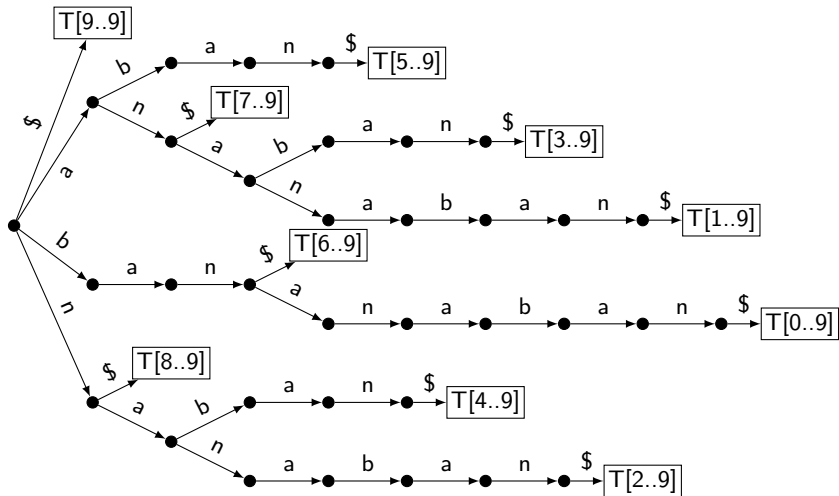 T[9..9]
$
a
b a n $ T[5..9]
n $ T[7..9]
a b a n $ T[3..9]
n a b a n $ T[1..9]
b a n $ T[6..9]
a n a b a n $ T[0..9]
n
$ T[8..9]
a b a n $ T[4..9]
n a b a n $ T[2..9]